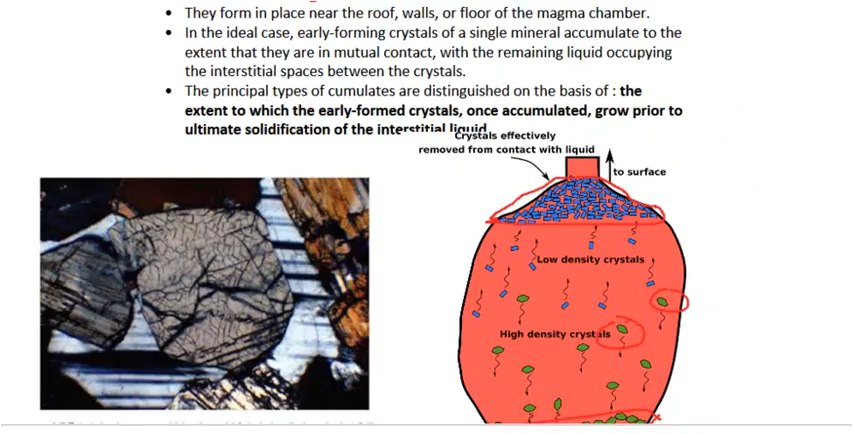 • They form in place near the roof, walls, or floor of the magma chamber.
• In the ideal case, early-forming crystals of a single mineral accumulate to the
extent that they are in mutual contact, with the remaining liquid occupying
the interstitial spaces between the crystals.
• The principal types of cumulates are distinguished on the basis of : the
extent to which the early-formed crystals, once accumulated, grow prior to
ultimate solidification of the interstitial liquid
Crystals effectively
removed from contact with liquid
to surface
Low density crystals
High density crystals